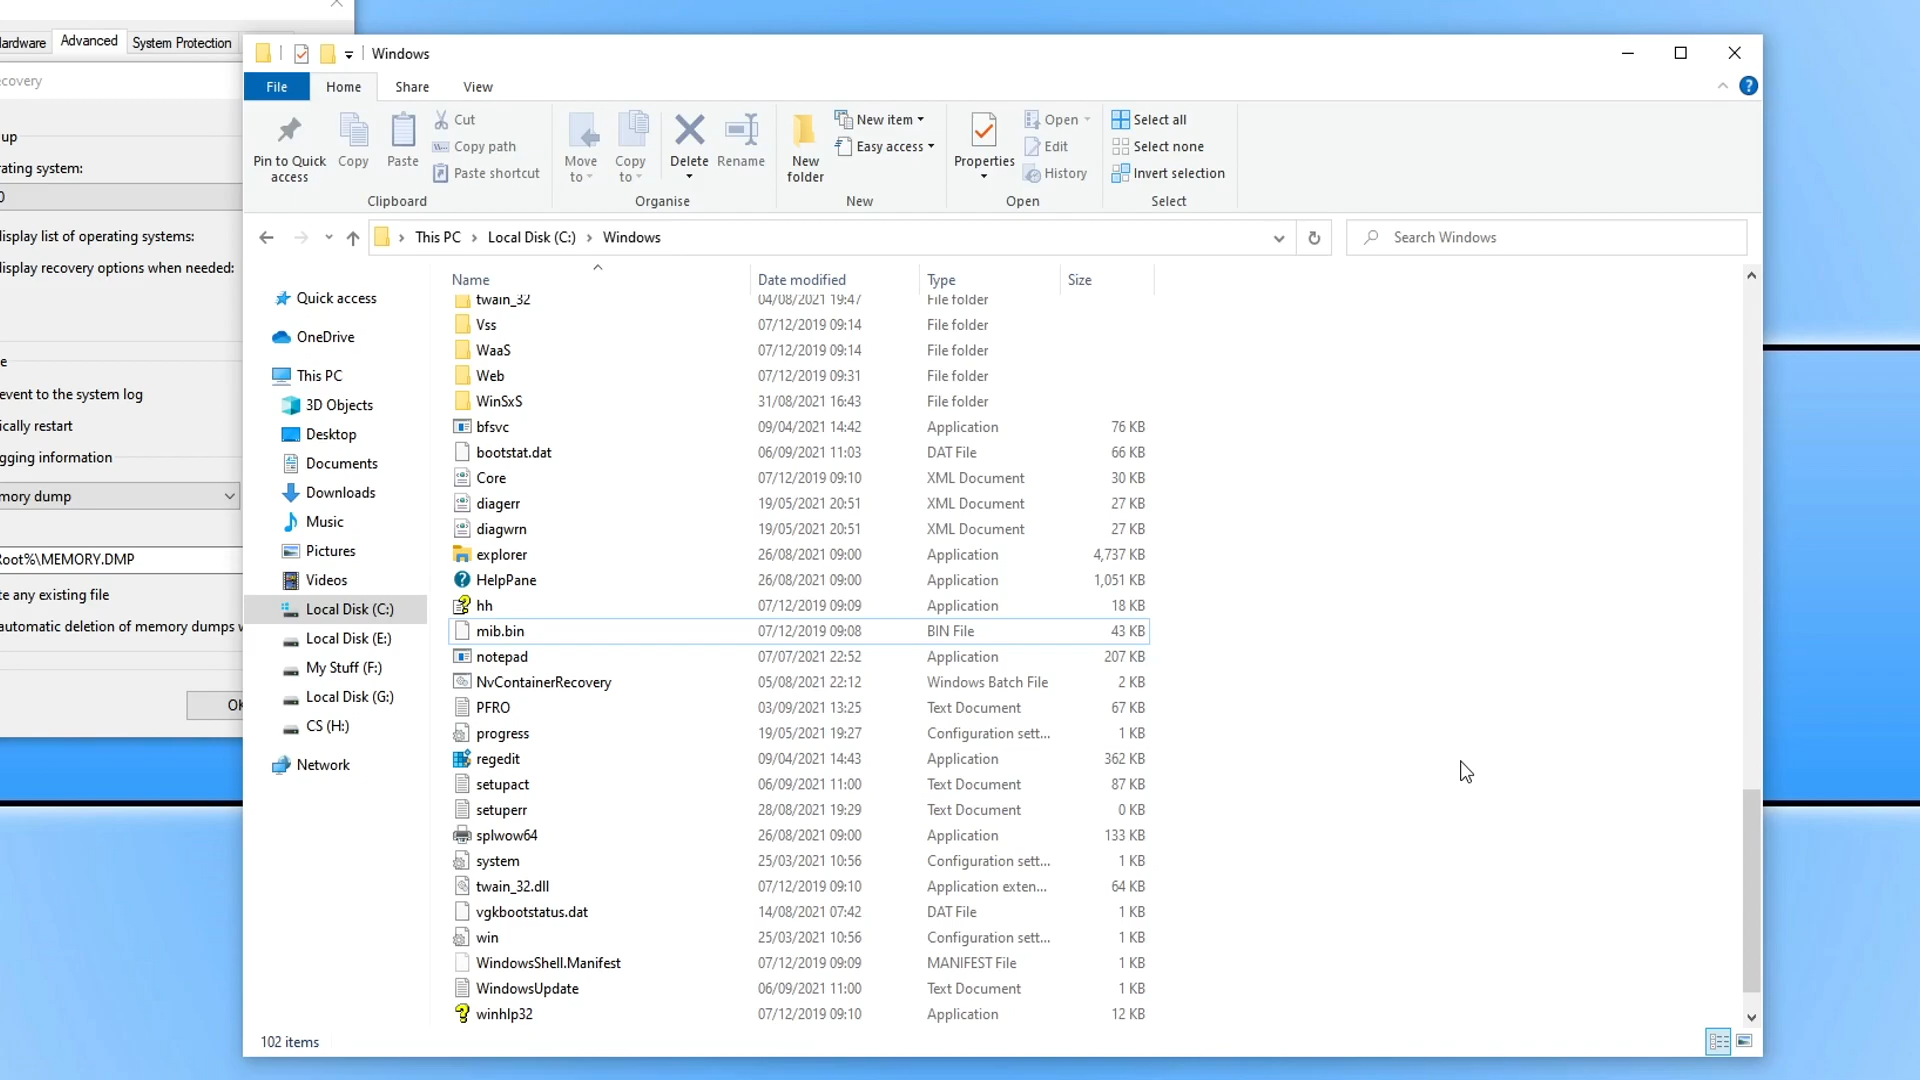 Hardware Advanced System Protection
ecovery
up
rating system:
0
isplay list of operating systems:
isplay recovery options when needed:
e
event to the system log
ically restart
gging information
mory dump
Root%\MEMORY.DMP
te any existing file
automatic deletion of memory dumps w
OK
Windows
File Home Share View
Pin to Quick access
Copy
Paste
Cut
Copy path
Paste shortcut
Clipboard
Move to
Copy to
Delete
Rename
Organise
New folder
New item
Easy access
New
Properties
Open
Edit
History
Open
Select all
Select none
Invert selection
Select
This PC Local Disk (C:) Windows
Search Windows
Quick access
OneDrive
This PC
3D Objects
Desktop
Documents
Downloads
Music
Pictures
Videos
Local Disk (C:)
Local Disk (E:)
My Stuff (F:)
Local Disk (G:)
CS (H:)
Network
Name Date modified Type Size
twain_32 04/08/2021 19:47 File folder
Vss 07/12/2019 09:14 File folder
WaaS 07/12/2019 09:14 File folder
Web 07/12/2019 09:31 File folder
WinSxS 31/08/2021 16:43 File folder
bfsvc 09/04/2021 14:42 Application 76 KB
bootstat.dat 06/09/2021 11:03 DAT File 66 KB
Core 07/12/2019 09:10 XML Document 30 KB
diagerr 19/05/2021 20:51 XML Document 27 KB
diagwrn 19/05/2021 20:51 XML Document 27 KB
explorer 26/08/2021 09:00 Application 4,737 KB
HelpPane 26/08/2021 09:00 Application 1,051 KB
hh 07/12/2019 09:09 Application 18 KB
mib.bin 07/12/2019 09:08 BIN File 43 KB
notepad 07/07/2021 22:52 Application 207 KB
NvContainerRecovery 05/08/2021 22:12 Windows Batch File 2 KB
PFRO 03/09/2021 13:25 Text Document 67 KB
progress 19/05/2021 19:27 Configuration sett... 1 KB
regedit 09/04/2021 14:43 Application 362 KB
setupact 06/09/2021 11:00 Text Document 87 KB
setuperr 28/08/2021 19:29 Text Document 0 KB
splwow64 26/08/2021 09:00 Application 133 KB
system 25/03/2021 10:56 Configuration sett... 1 KB
twain_32.dll 07/12/2019 09:10 Application exten... 64 KB
vgkbootstatus.dat 14/08/2021 07:42 DAT File 1 KB
win 25/03/2021 10:56 Configuration sett... 1 KB
WindowsShell.Manifest 07/12/2019 09:09 MANIFEST File 1 KB
WindowsUpdate 06/09/2021 11:00 Text Document 1 KB
winhlp32 07/12/2019 09:10 Application 12 KB
102 items